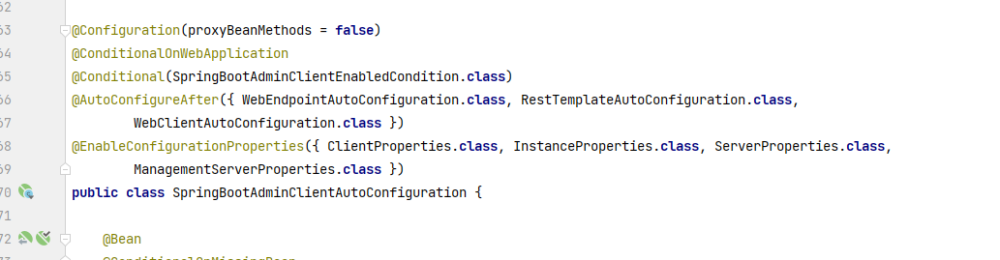 62
63 @Configuration(proxyBeanMethods = false)
64 @ConditionalOnWebApplication
65 @Conditional(SpringBootAdminClientEnabledCondition.class)
66 @AutoConfigureAfter({ WebEndpointAutoConfiguration.class, RestTemplateAutoConfiguration.class,
67 WebClientAutoConfiguration.class })
68 @EnableConfigurationProperties({ ClientProperties.class, InstanceProperties.class, ServerProperties.class,
69 ManagementServerProperties.class })
70 public class SpringBootAdminClientAutoConfiguration {
71
72 @Bean
73 @ConditionalOnMissingBean